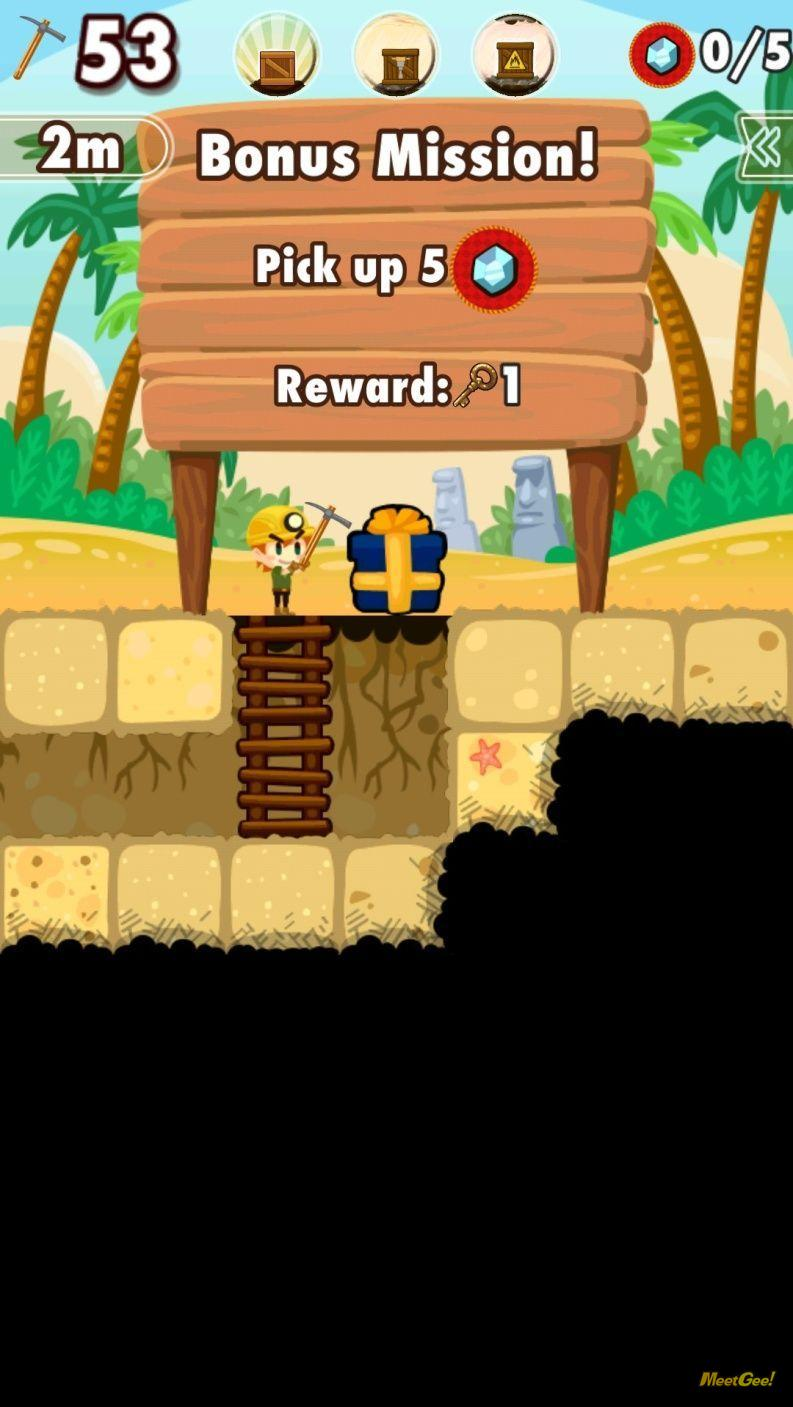 53
0/5
2m
Bonus Mission!
Pick up 5
Reward: 1
MeetGee!